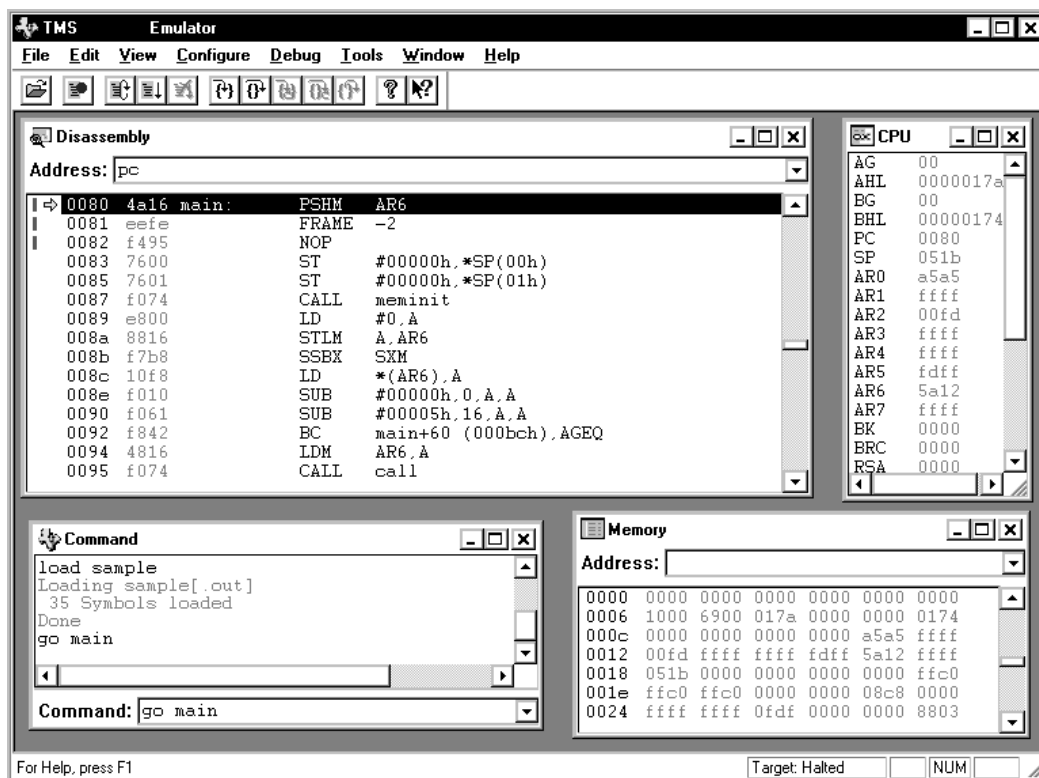 TMS Emulator
File Edit View Configure Debug Tools Window Help
Disassembly
Address: pc
0080 4a16 main: PSHM AR6
0081 eefe FRAME -2
0082 f495 NOP
0083 7600 ST #00000h,*SP(00h)
0085 7601 ST #00000h,*SP(01h)
0087 f074 CALL meminit
0089 e800 LD #0,A
008a 8816 STLM A,AR6
008b f7b8 SSBX SXM
008c 10f8 LD *(AR6),A
008e f010 SUB #00000h,0,A,A
0090 f061 SUB #00005h,16,A,A
0092 f842 BC main+60 (000bch),AGEQ
0094 4816 LDM AR6,A
0095 f074 CALL call
CPU
AG 00
AHL 0000017a
BG 00
BHL 00000174
PC 0080
SP 051b
AR0 a5a5
AR1 ffff
AR2 00fd
AR3 ffff
AR4 ffff
AR5 fdff
AR6 5a12
AR7 ffff
BK 0000
BRC 0000
RSA 0000
Command
load sample
Loading sample[.out]
35 Symbols loaded
Done
go main
Command: go main
Memory
Address:
0000 0000 0000 0000 0000 0000 0000
0006 1000 6900 017a 0000 0000 0174
000c 0000 0000 0000 0000 a5a5 ffff
0012 00fd ffff ffff fdff 5a12 ffff
0018 051b 0000 0000 0000 0000 ffc0
001e ffc0 ffc0 0000 0000 08c8 0000
0024 ffff ffff 0fdf 0000 0000 8803
For Help, press F1
Target: Halted
NUM